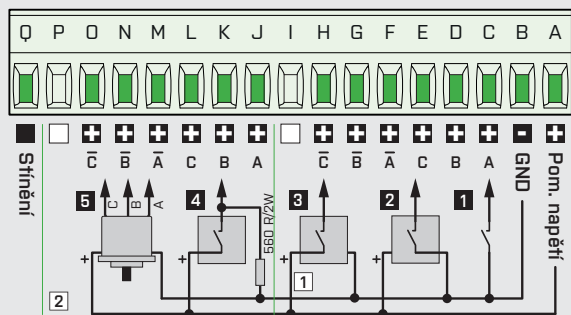 Q P O N M L K J I H G F E D C B A
C̅ B̅ A̅ C B A C̅ B̅ A̅ C B A GND Pom. napětí
Stínění
5 C B A 4 560 R/2W 3 2 1
+ + + +
2 1